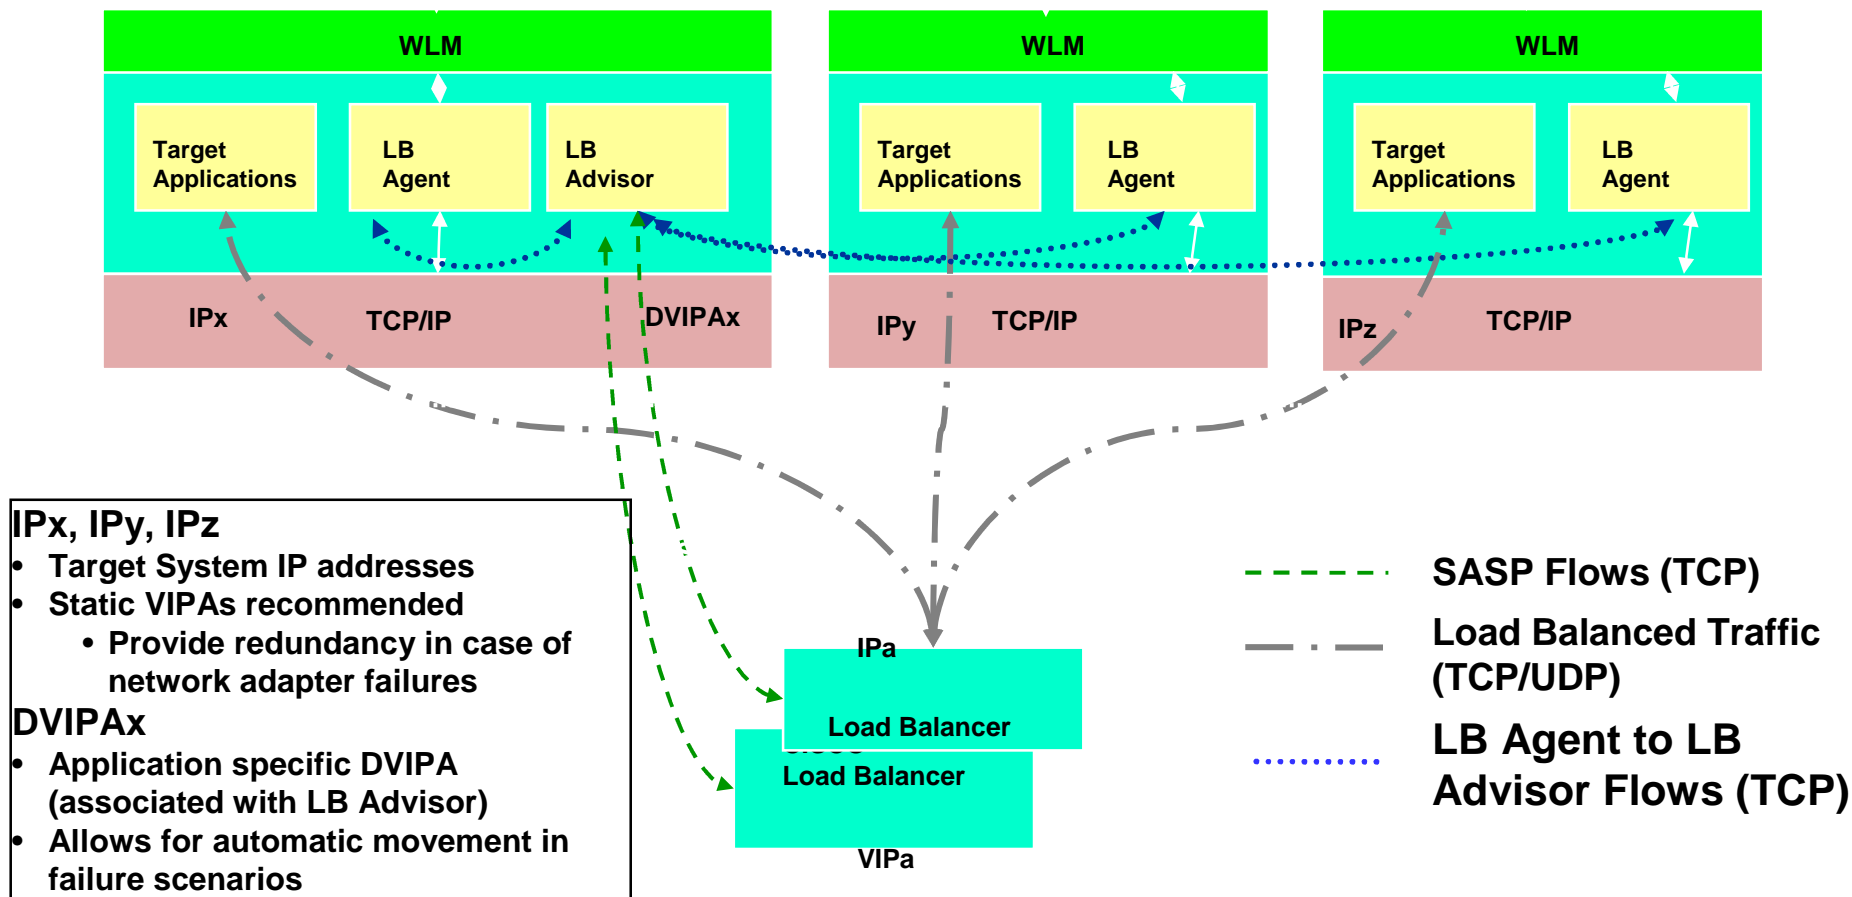 WLM
WLM
WLM
Target
Applications
LB
Agent
LB
Advisor
Target
Applications
LB
Agent
Target
Applications
LB
Agent
IPx
TCP/IP
DVIPAx
IPy
TCP/IP
IPz
TCP/IP
IPx, IPy, IPz
• Target System IP addresses
• Static VIPAs recommended
• Provide redundancy in case of
network adapter failures
DVIPAx
• Application specific DVIPA
(associated with LB Advisor)
• Allows for automatic movement in
failure scenarios
IPa
Load Balancer
Load Balancer
VIPa
SASP Flows (TCP)
Load Balanced Traffic
(TCP/UDP)
LB Agent to LB
Advisor Flows (TCP)